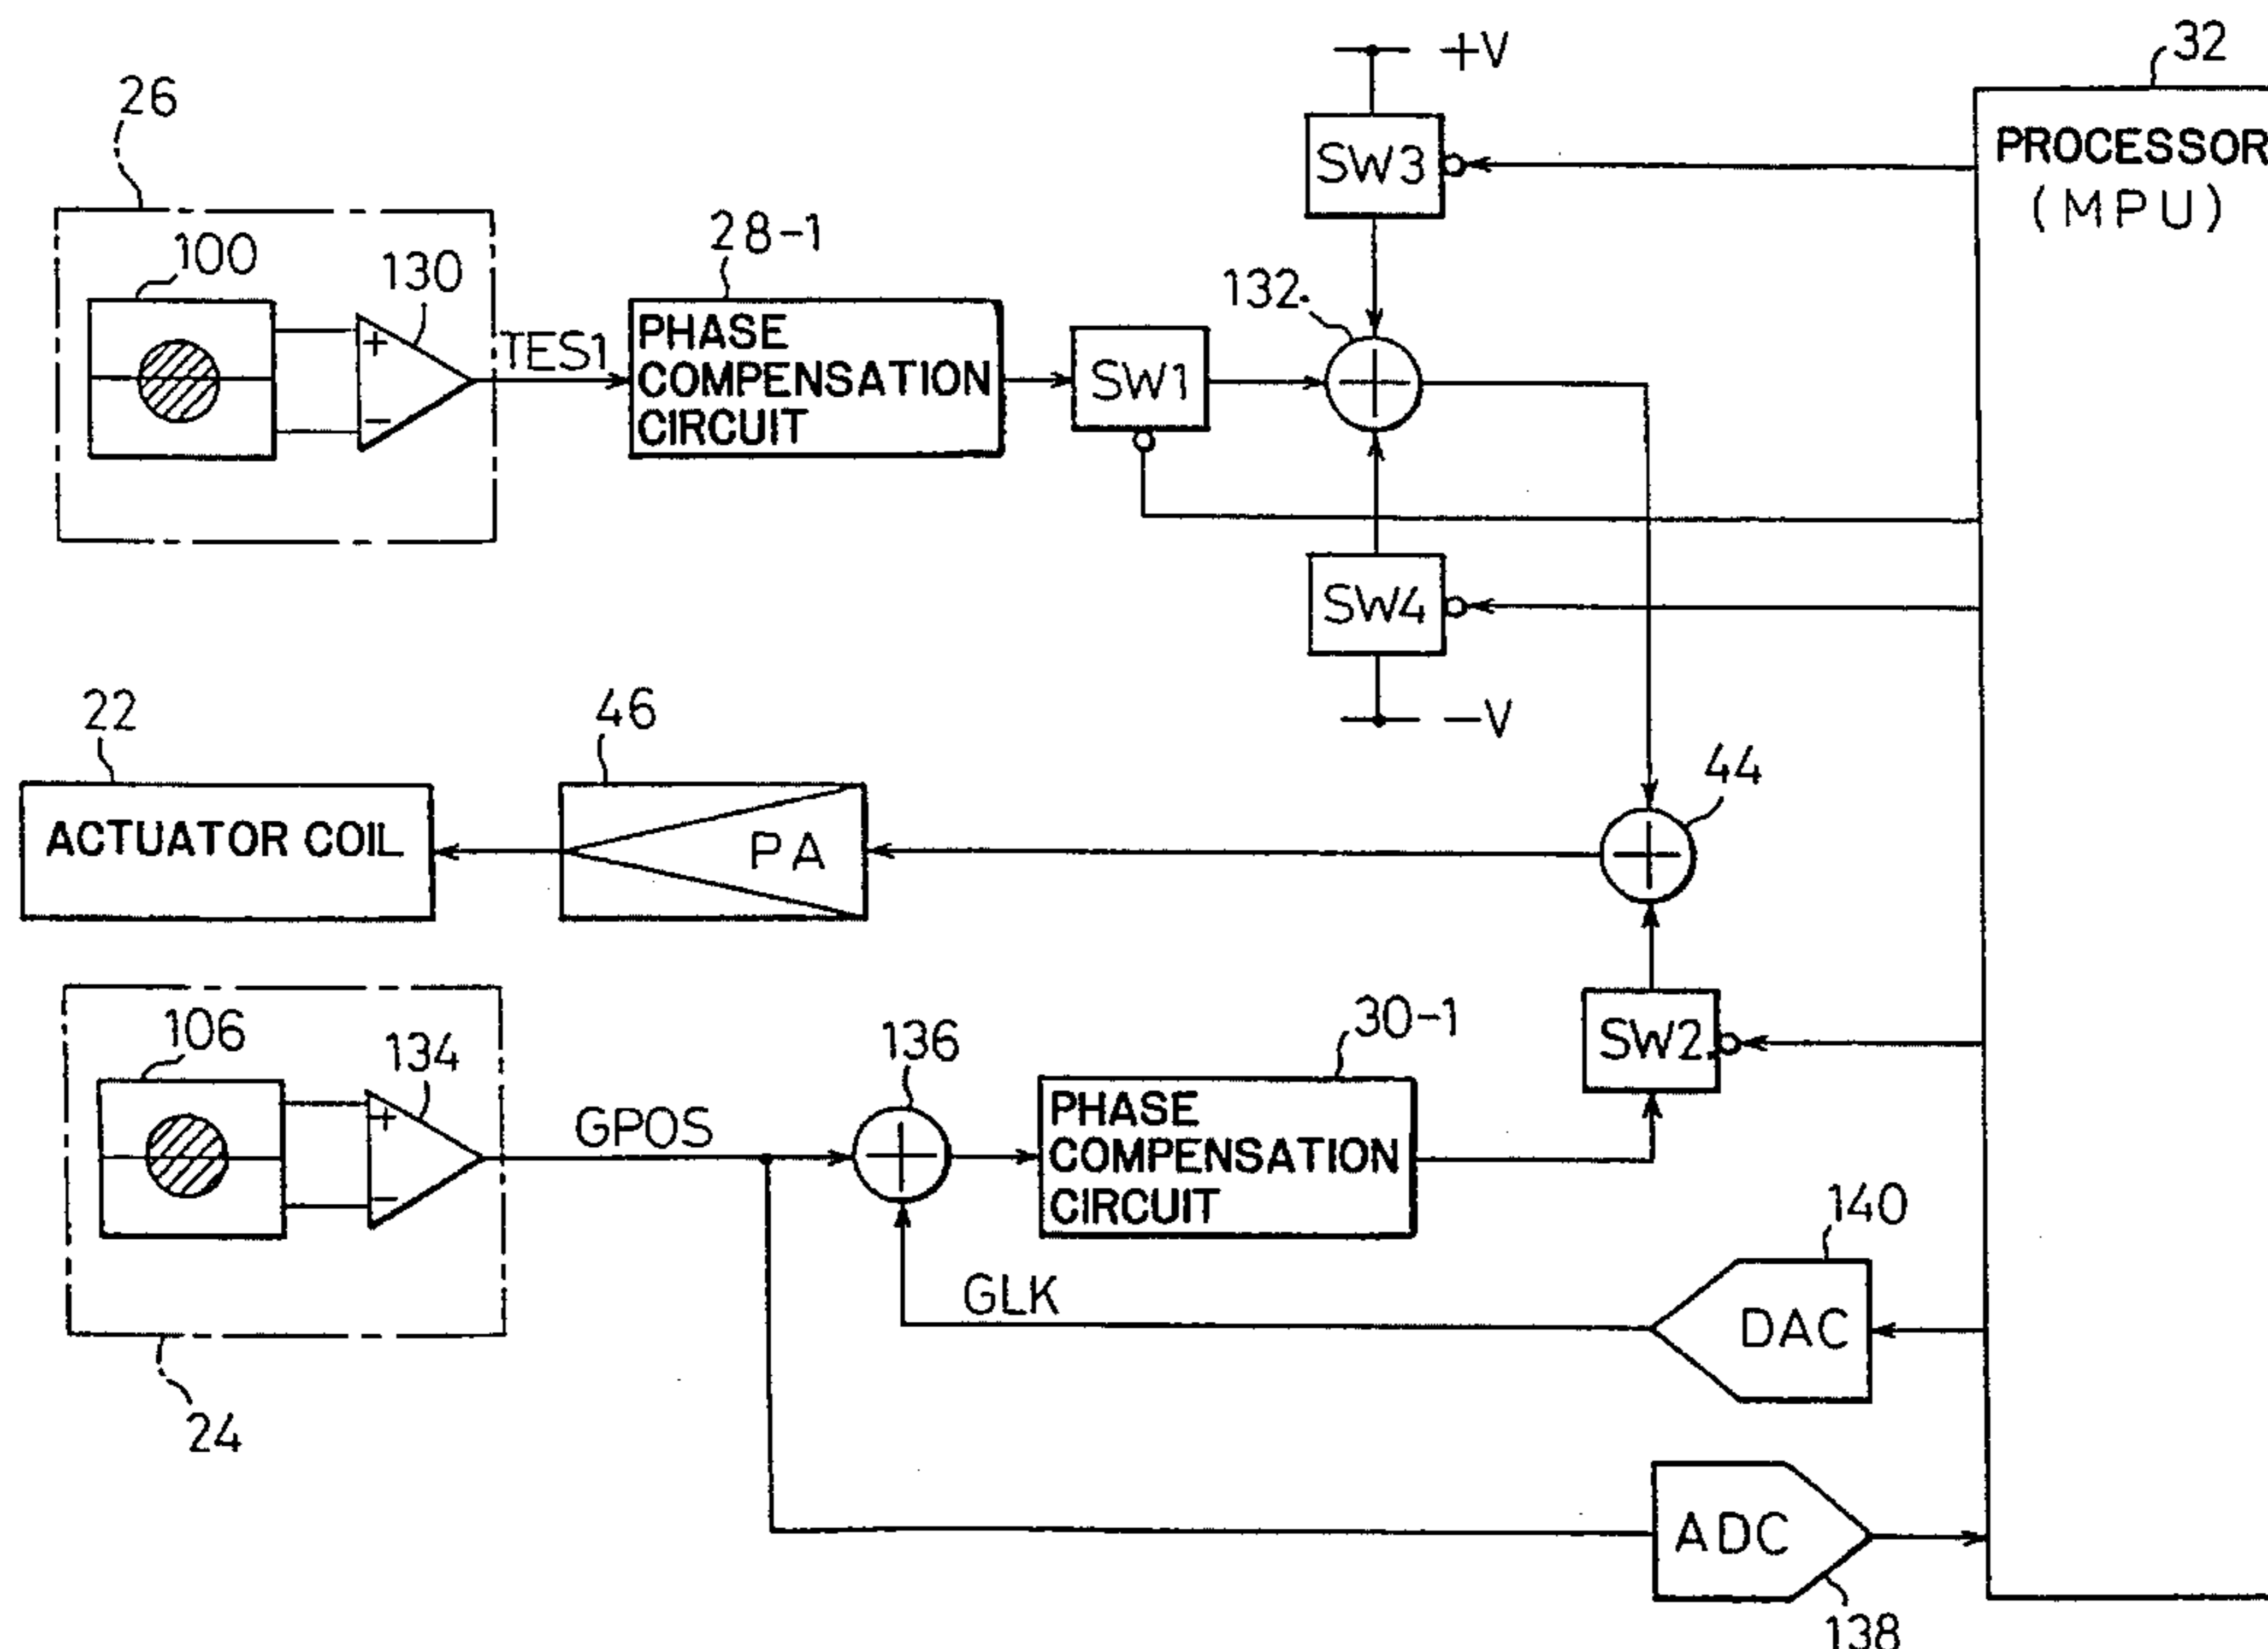 +V
32
26
SW3
PROCESSOR
(MPU)
28-1
100
130
132
TES1
PHASE
COMPENSATION
CIRCUIT
SW1
+
−
SW4
−V
22
46
44
ACTUATOR COIL
PA
106
134
136
30-1
SW2
+
−
GPOS
PHASE
COMPENSATION
CIRCUIT
140
GLK
DAC
24
ADC
138